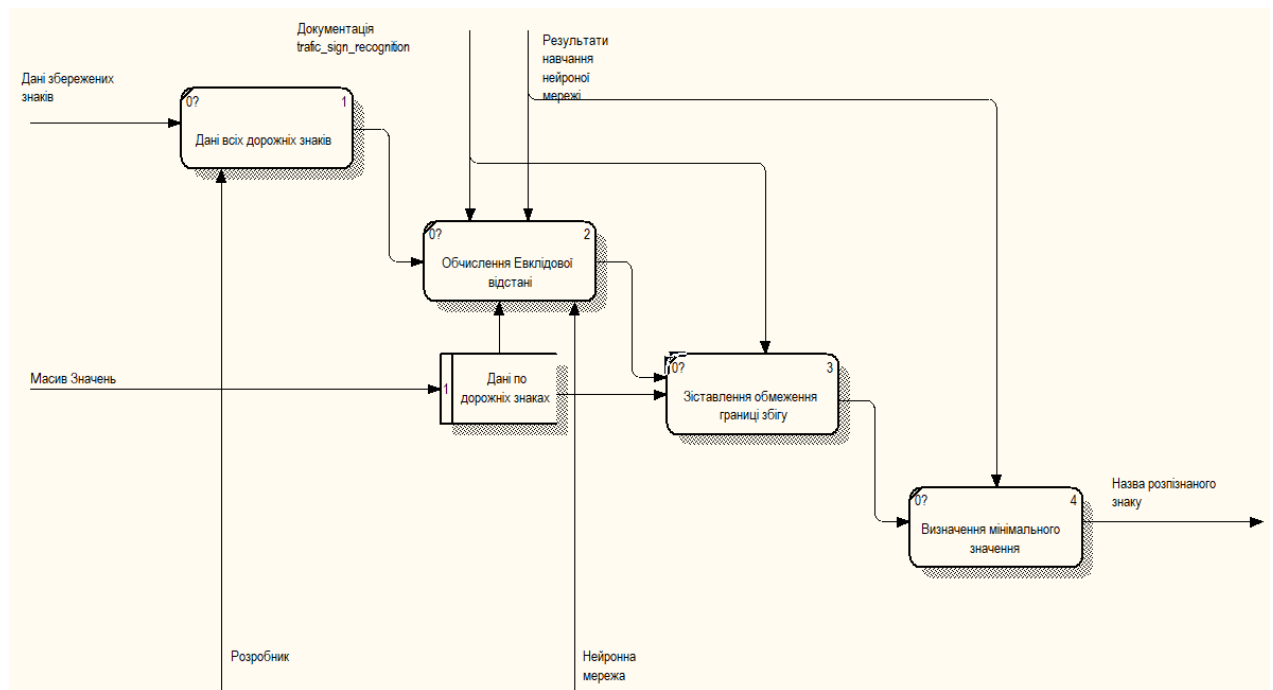 Документація
trafic_sign_recognition
Результати
навчання
нейроної
мережі
Дані збережених
знаків
0?
1
Дані всіх дорожніх знаків
0?
2
Обчислення Евклідової
відстані
Масив Значень
1
Дані по
дорожніх знаках
0?
3
Зіставлення обмеження
границі збігу
Назва розпізнаного
знаку
0?
4
Визначення мінімального
значення
Розробник
Нейронна
мережа